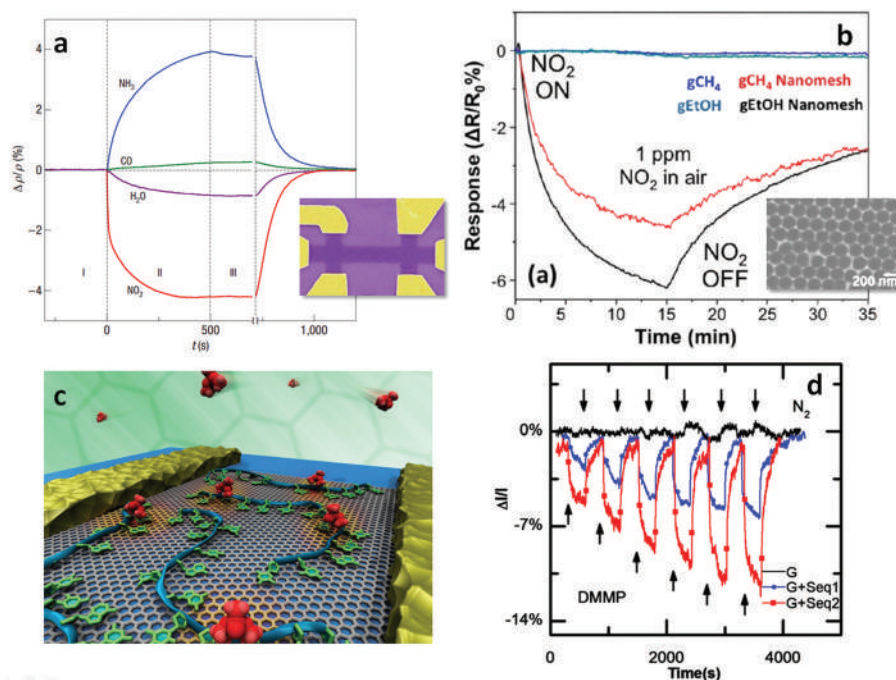 a
4
2
0
−2
−4
Δ ρ/ρ (%)
NH₃
CO
H₂O
NO₂
I
II
III
0
500
1,000
t (s)
b
0
-2
-4
-6
Response (ΔR/R₀%)
NO₂
ON
gCH₄ gCH₄ Nanomesh
gEtOH gEtOH Nanomesh
1 ppm
NO₂ in air
(a)
NO₂
OFF
200 nm
0 5 10 15 20 25 30 35
Time (min)
c
d
N₂
0%
-7%
-14%
ΔI/I
DMMP
G
G+Seq1
G+Seq2
0 2000 4000
Time(s)